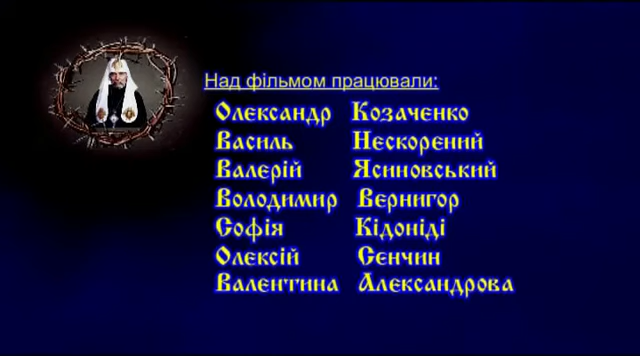 Над фільмом працювали:
Олександр Козаченко
Василь Нескорений
Валерій Ясиновський
Володимир Вернигор
Софія Кідоніді
Олексій Сенчин
Валентина Александрова